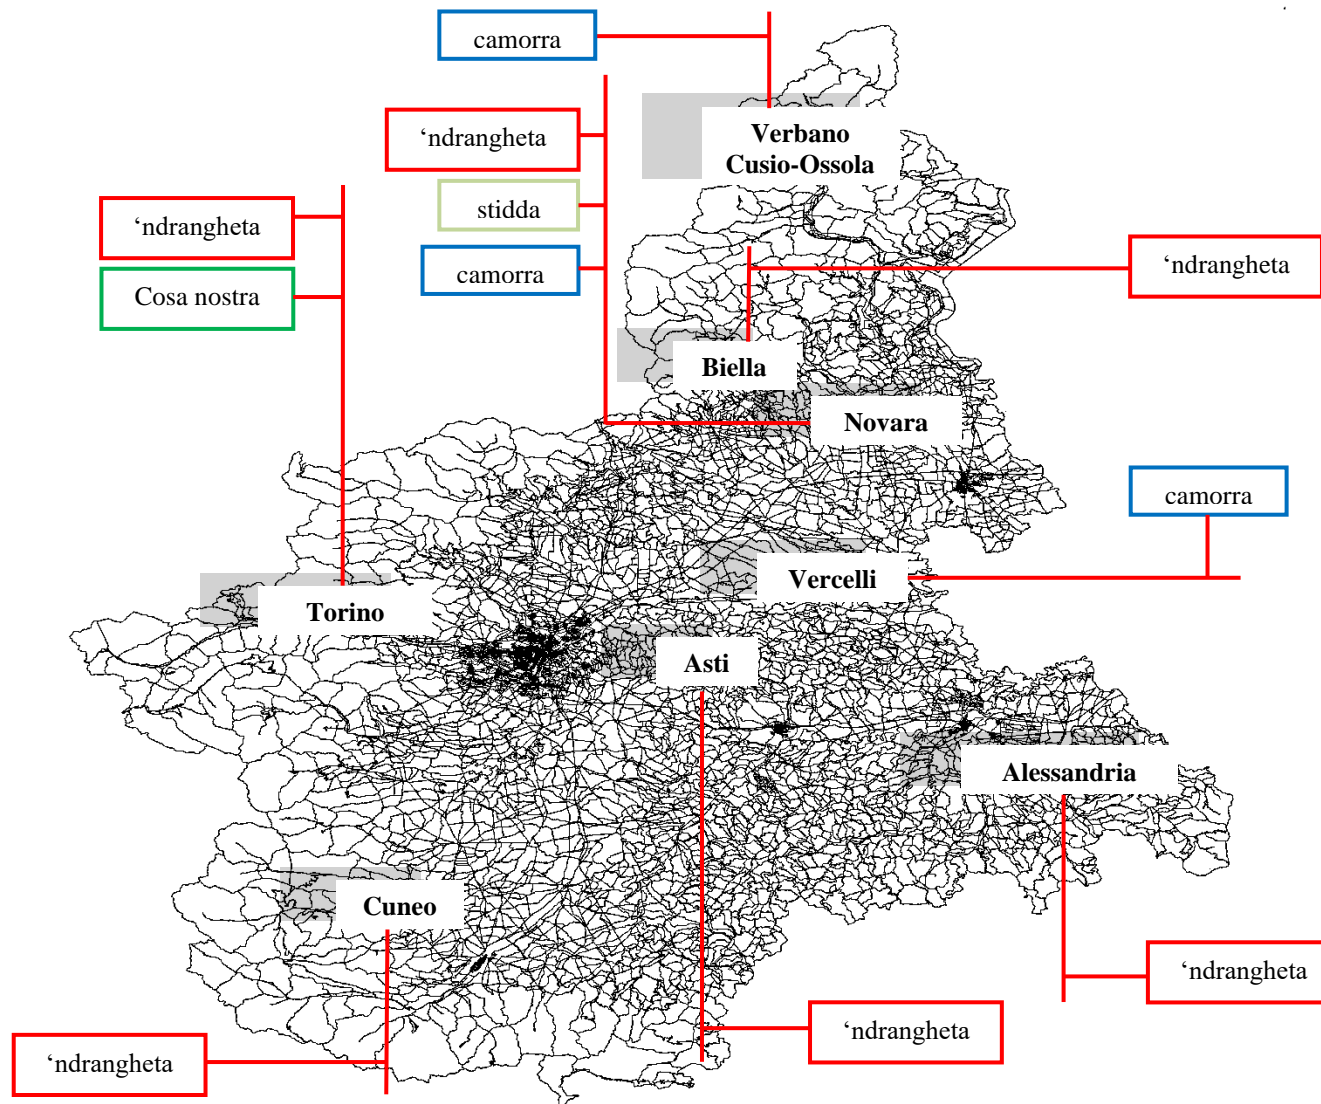 camorra
‘ndrangheta
Verbano
Cusio-Ossola
stidda
‘ndrangheta
camorra
‘ndrangheta
Cosa nostra
Biella
Novara
camorra
Vercelli
Torino
Asti
Alessandria
Cuneo
‘ndrangheta
‘ndrangheta
‘ndrangheta